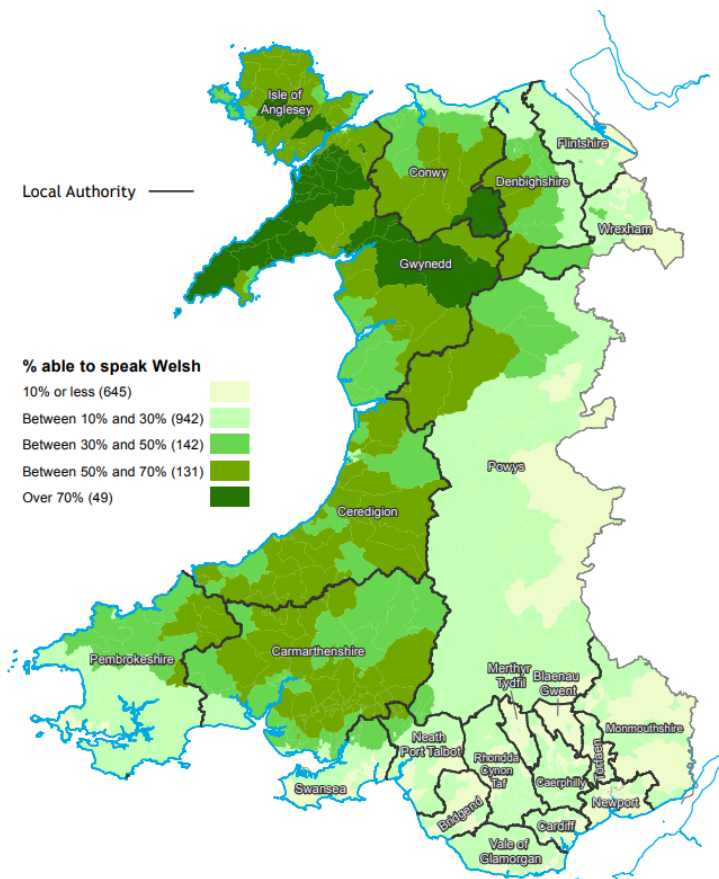 Isle of
Anglesey
Flintshire
Conwy
Denbighshire
Local Authority
Wrexham
Gwynedd
% able to speak Welsh
10% or less (645)
Between 10% and 30% (942)
Between 30% and 50% (142)
Between 50% and 70% (131)
Over 70% (49)
Powys
Ceredigion
Pembrokeshire
Carmarthenshire
Merthyr
Tydfil
Blaenau
Gwent
Monmouthshire
Neath
Port Talbot
Rhondda
Cynon
Taf
Torfaen
Caerphilly
Swansea
Bridgend
Newport
Cardiff
Vale of
Glamorgan